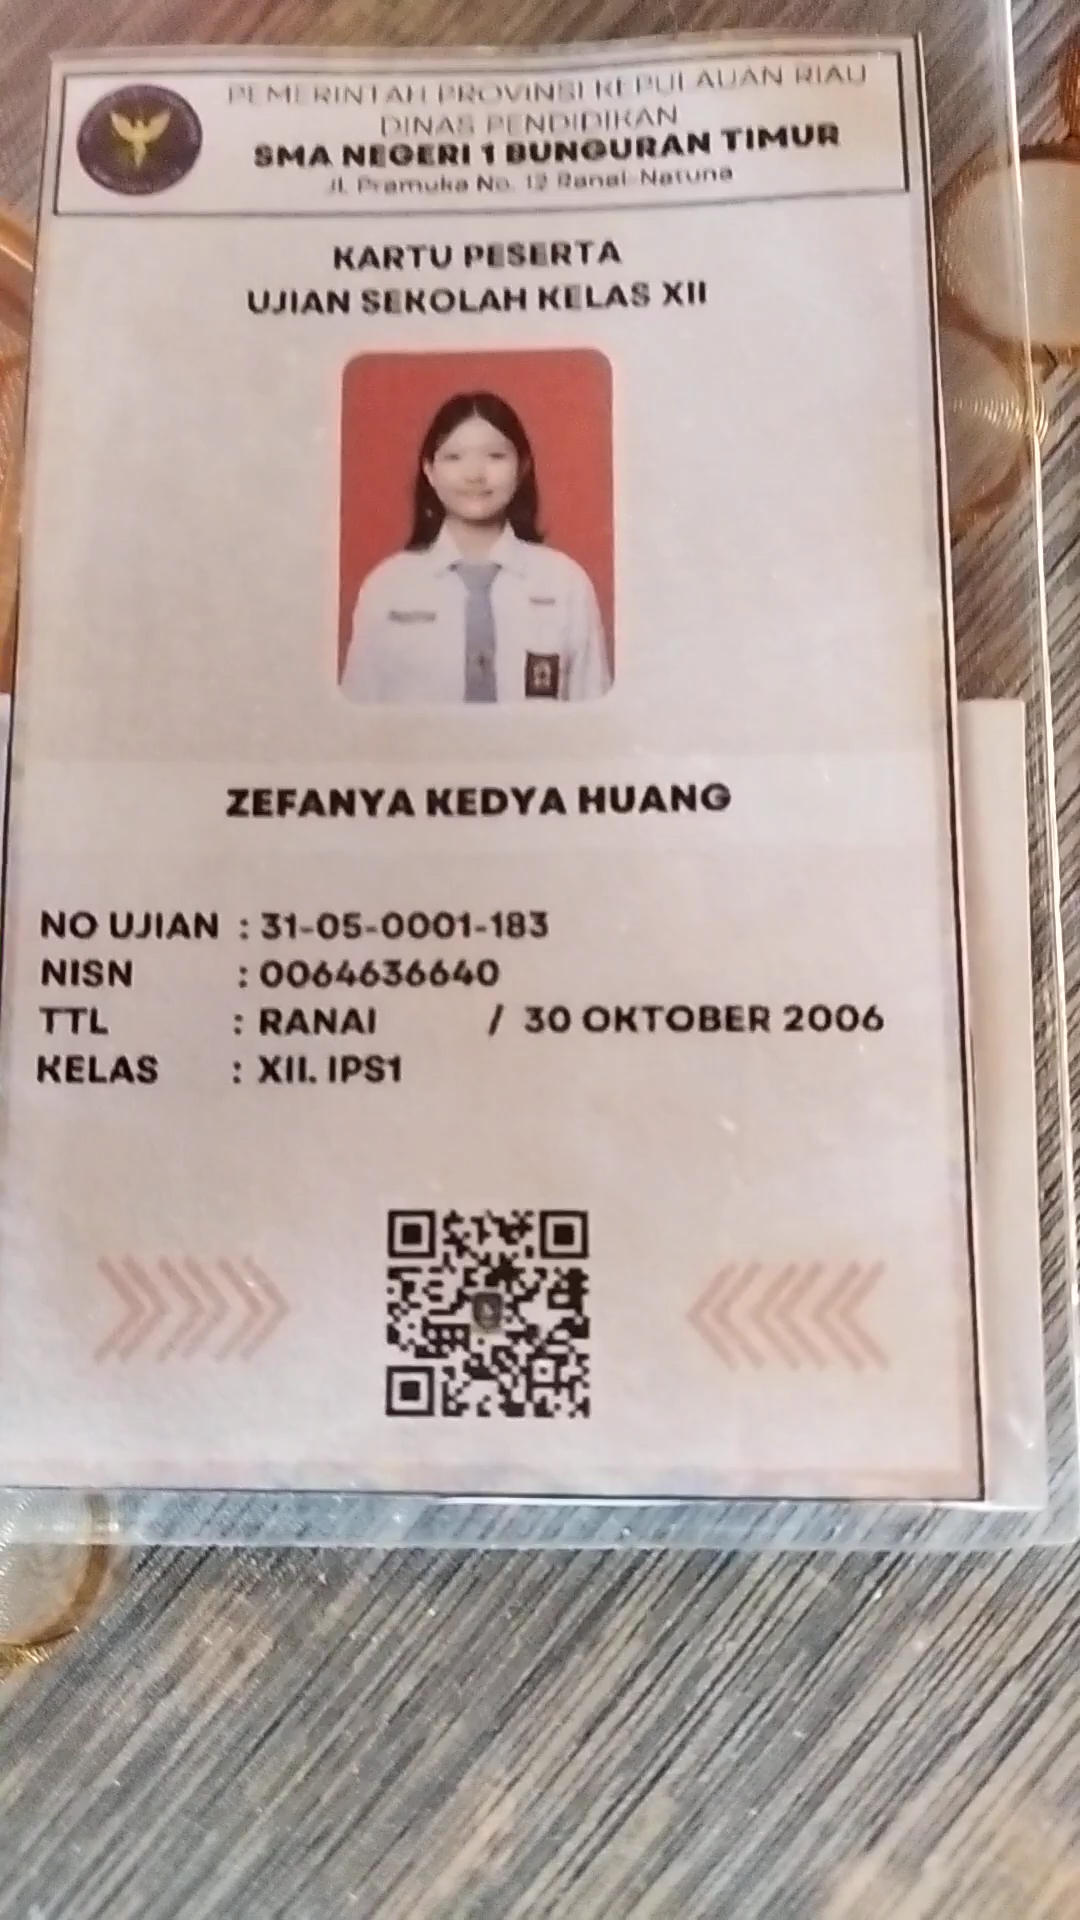 PEMERINTAH PROVINSI KEPULAUAN RIAU
DINAS PENDIDIKAN
SMA NEGERI 1 BUNGURAN TIMUR
Jl. Pramuka No. 12 Ranai-Natuna
KARTU PESERTA
UJIAN SEKOLAH KELAS XII
ZEFANYA KEDYA HUANG
NO UJIAN : 31-05-0001-183
NISN : 0064636640
TTL : RANAI / 30 OKTOBER 2006
KELAS : XII. IPS1